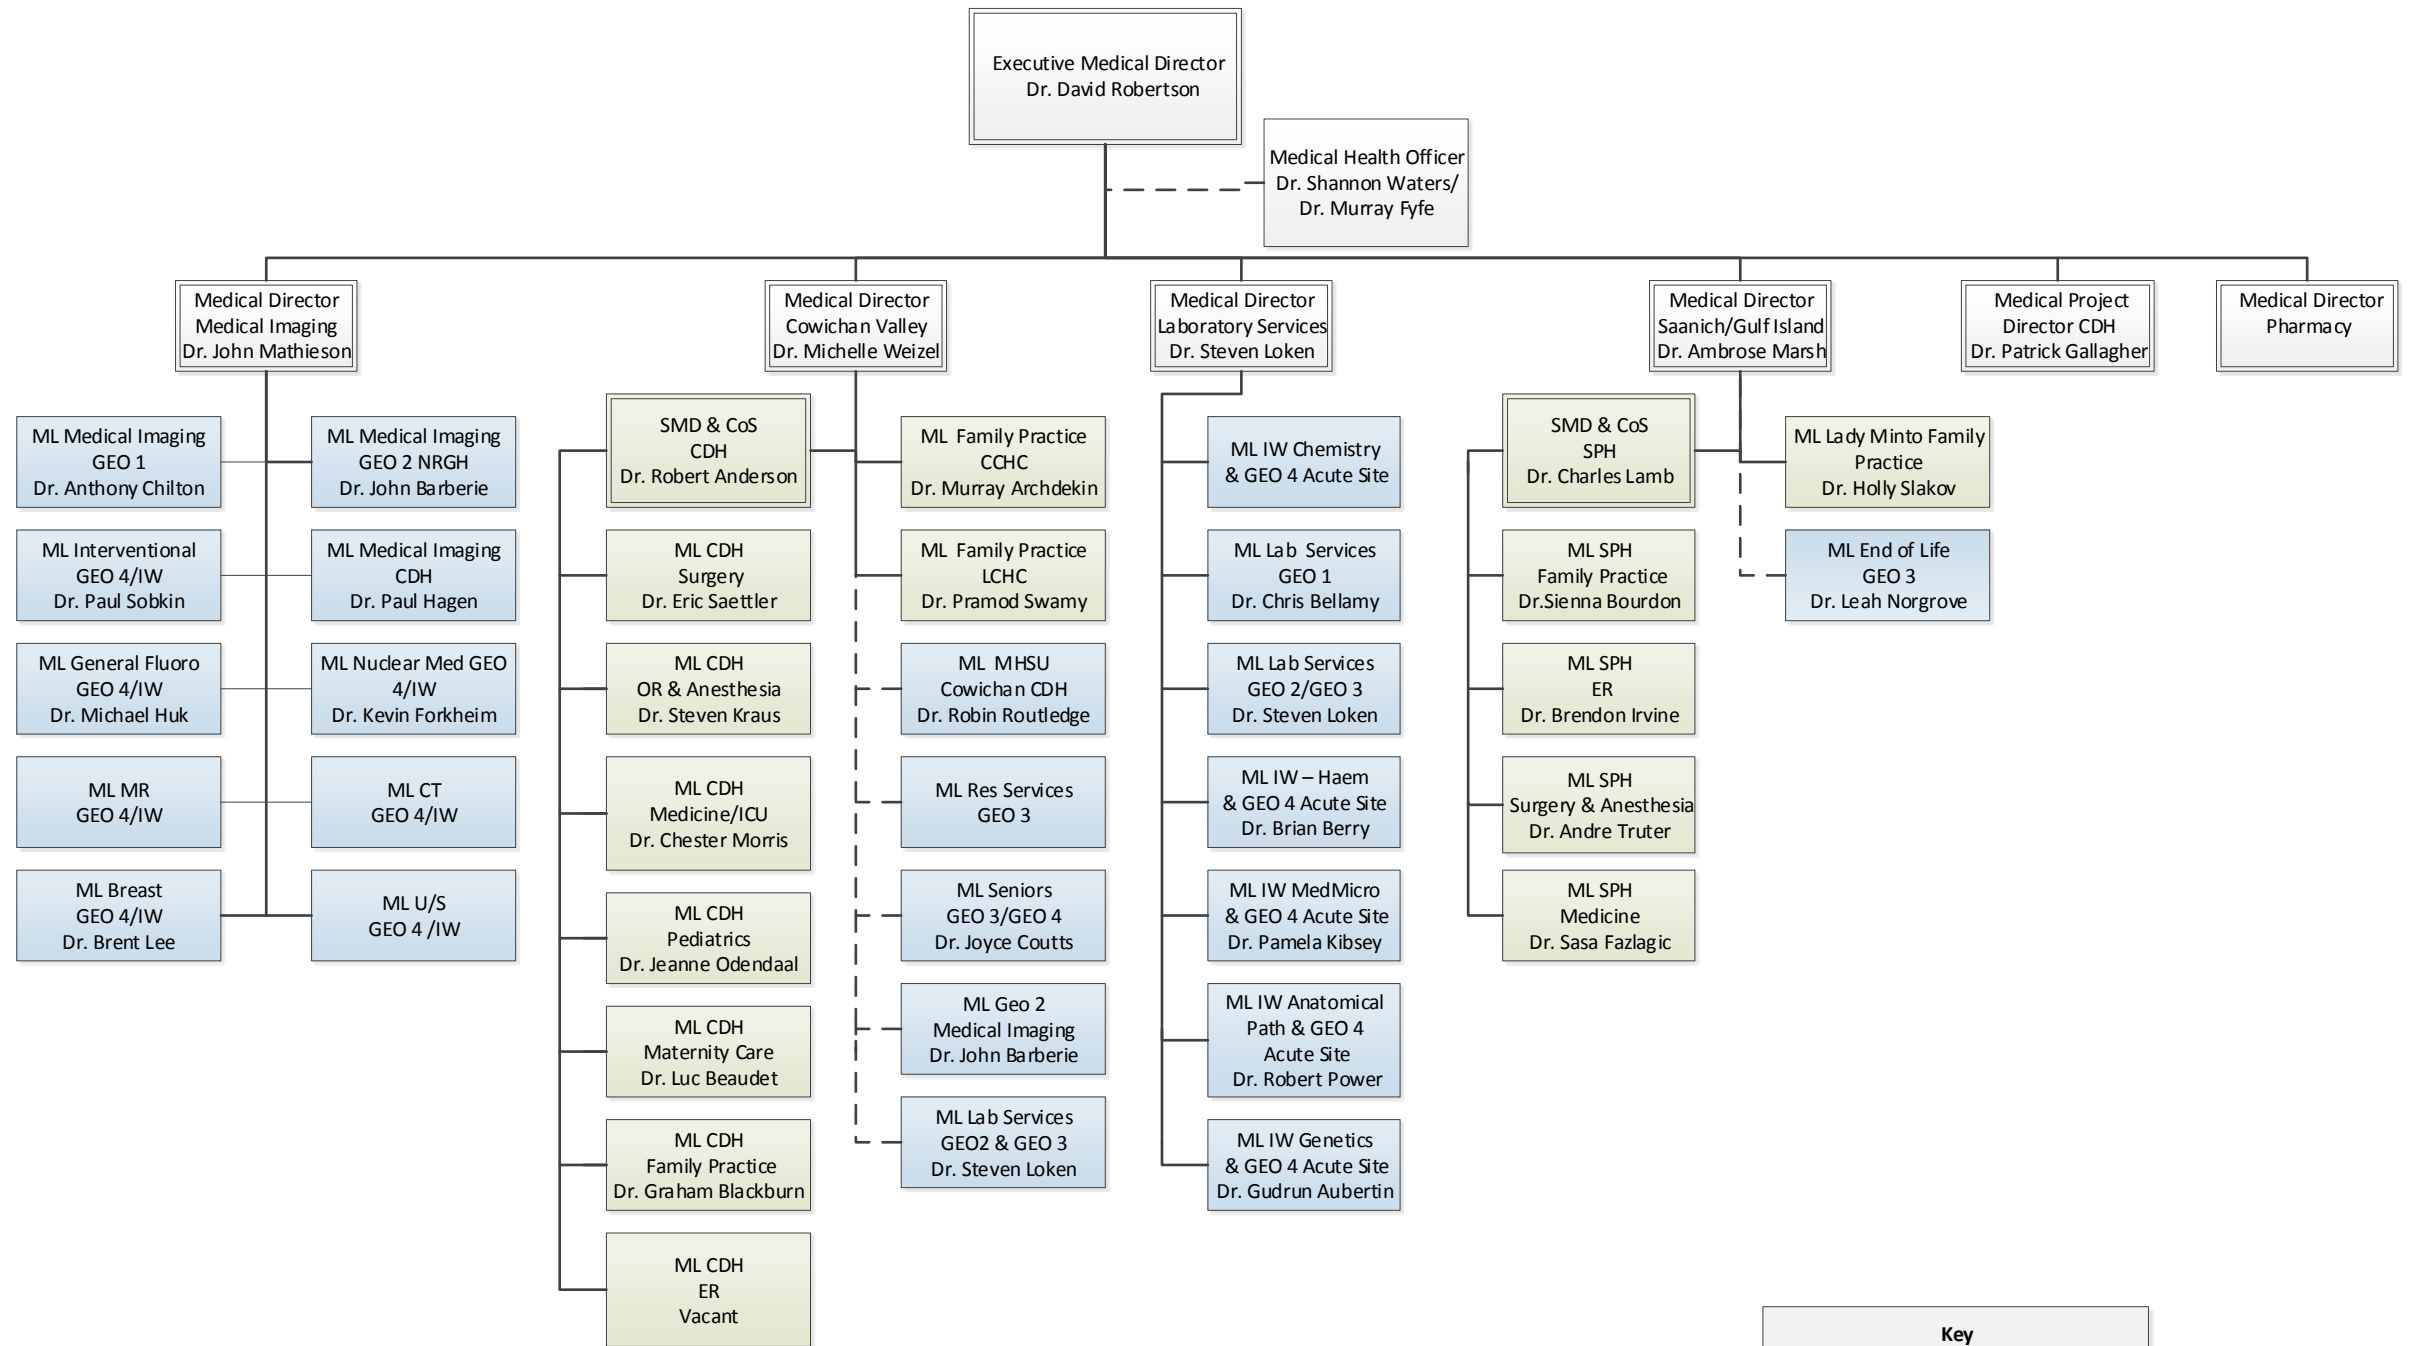 Executive Medical Director
Dr. David Robertson
Medical Health Officer
Dr. Shannon Waters/
Dr. Murray Fyfe
Medical Director
Medical Imaging
Dr. John Mathieson
Medical Director
Cowichan Valley
Dr. Michelle Weizel
Medical Director
Laboratory Services
Dr. Steven Loken
Medical Director
Saanich/Gulf Island
Dr. Ambrose Marsh
Medical Project
Director CDH
Dr. Patrick Gallagher
Medical Director
Pharmacy
ML Medical Imaging
GEO 1
Dr. Anthony Chilton
ML Medical Imaging
GEO 2 NRGH
Dr. John Barberie
ML Interventional
GEO 4/IW
Dr. Paul Sobkin
ML Medical Imaging
CDH
Dr. Paul Hagen
ML General Fluoro
GEO 4/IW
Dr. Michael Huk
ML Nuclear Med GEO
4/IW
Dr. Kevin Forkheim
ML MR
GEO 4/IW
ML CT
GEO 4/IW
ML Breast
GEO 4/IW
Dr. Brent Lee
ML U/S
GEO 4 /IW
SMD & CoS
CDH
Dr. Robert Anderson
ML CDH
Surgery
Dr. Eric Saettler
ML CDH
OR & Anesthesia
Dr. Steven Kraus
ML CDH
Medicine/ICU
Dr. Chester Morris
ML CDH
Pediatrics
Dr. Jeanne Odendaal
ML CDH
Maternity Care
Dr. Luc Beaudet
ML CDH
Family Practice
Dr. Graham Blackburn
ML CDH
ER
Vacant
ML Family Practice
CCHC
Dr. Murray Archdekin
ML Family Practice
LCHC
Dr. Pramod Swamy
ML MHSU
Cowichan CDH
Dr. Robin Routledge
ML Res Services
GEO 3
ML Seniors
GEO 3/GEO 4
Dr. Joyce Coutts
ML Geo 2
Medical Imaging
Dr. John Barberie
ML Lab Services
GEO2 & GEO 3
Dr. Steven Loken
ML IW Chemistry
& GEO 4 Acute Site
ML Lab Services
GEO 1
Dr. Chris Bellamy
ML Lab Services
GEO 2/GEO 3
Dr. Steven Loken
ML IW – Haem
& GEO 4 Acute Site
Dr. Brian Berry
ML IW MedMicro
& GEO 4 Acute Site
Dr. Pamela Kibsey
ML IW Anatomical
Path & GEO 4
Acute Site
Dr. Robert Power
ML IW Genetics
& GEO 4 Acute Site
Dr. Gudrun Aubertin
SMD & CoS
SPH
Dr. Charles Lamb
ML SPH
Family Practice
Dr.Sienna Bourdon
ML SPH
ER
Dr. Brendon Irvine
ML SPH
Surgery & Anesthesia
Dr. Andre Truter
ML SPH
Medicine
Dr. Sasa Fazlagic
ML Lady Minto Family
Practice
Dr. Holly Slakov
ML End of Life
GEO 3
Dr. Leah Norgrove
Key